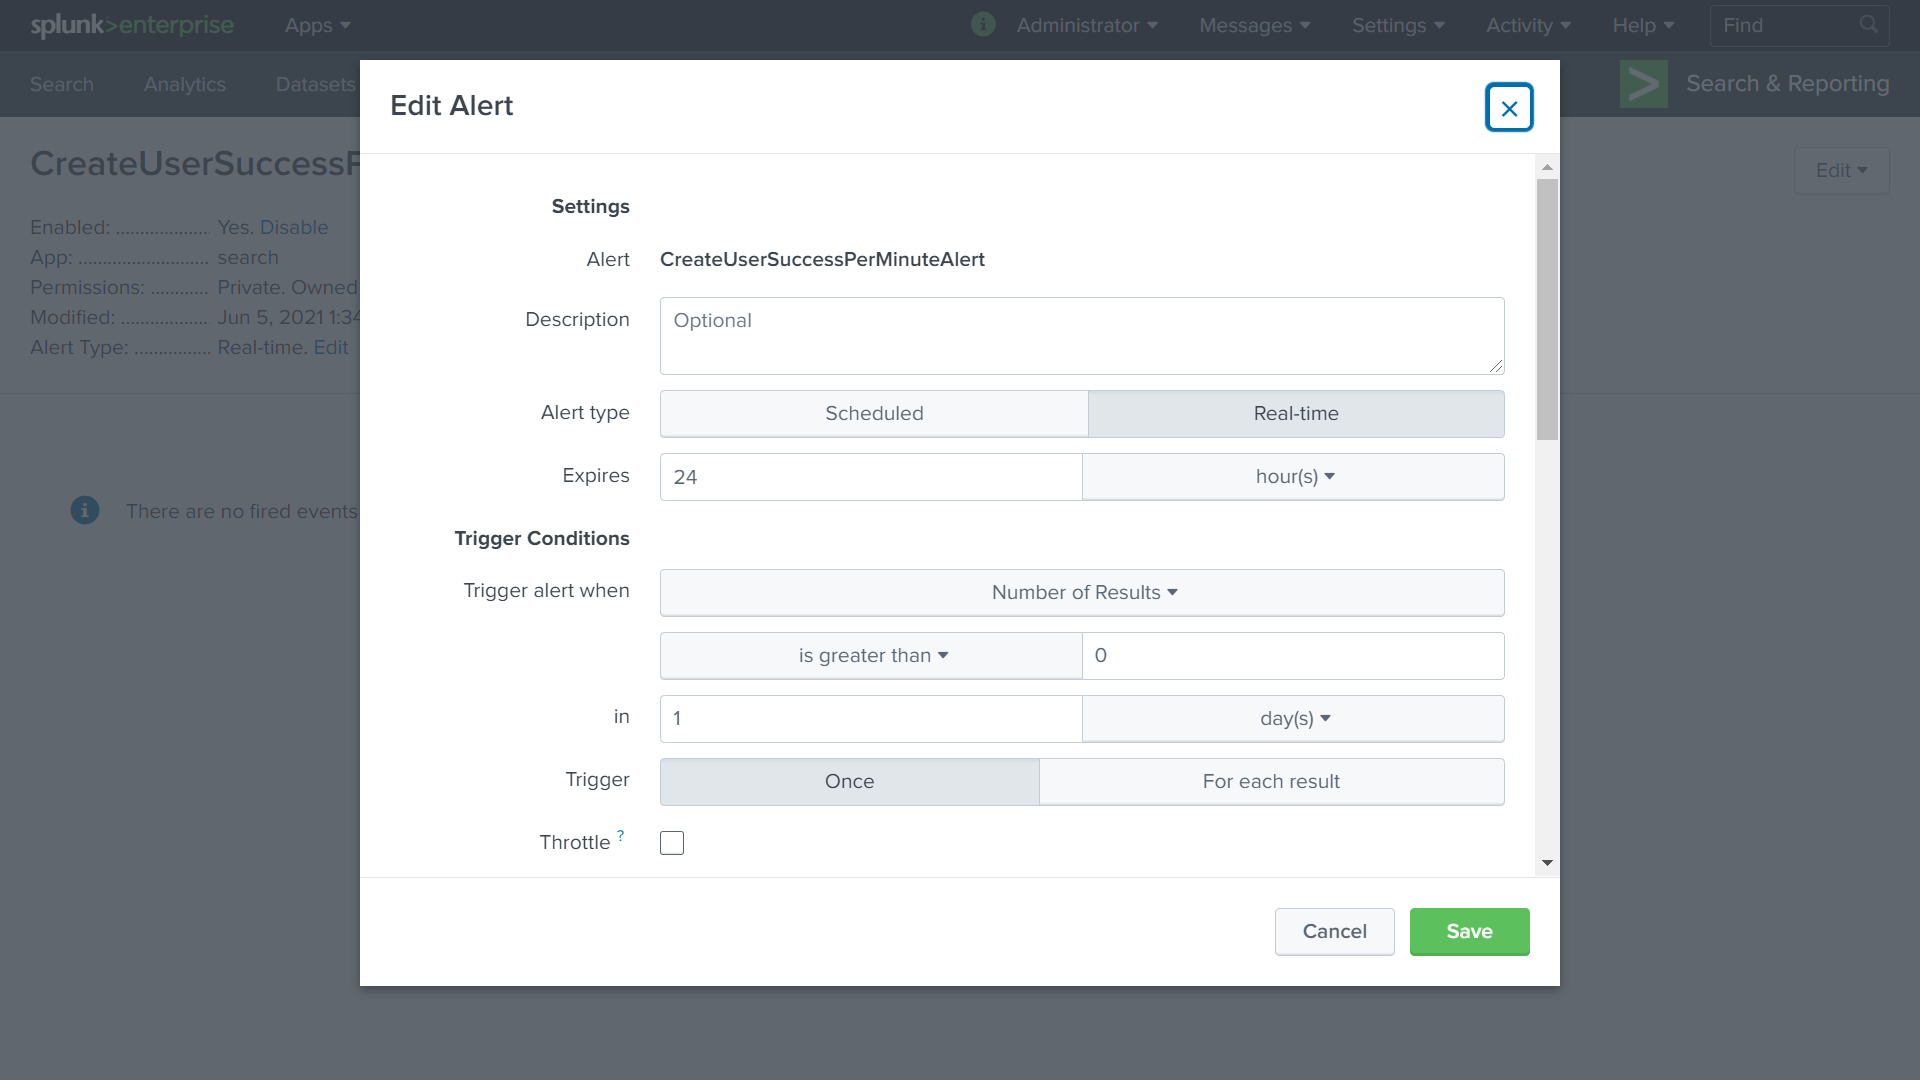 splunk>enterprise Apps Administrator Messages Settings Activity Help Find
Search Analytics Datasets Search & Reporting
Edit Alert
CreateUserSuccessP Edit
Settings
Enabled: Yes. Disable
App: search
Permissions: Private. Owned
Modified: Jun 5, 2021 1:34
Alert Type: Real-time. Edit
Alert CreateUserSuccessPerMinuteAlert
Description Optional
Alert type Scheduled Real-time
Expires 24 hour(s)
There are no fired events
Trigger Conditions
Trigger alert when Number of Results
is greater than 0
in 1 day(s)
Trigger Once For each result
Throttle ?
Cancel Save